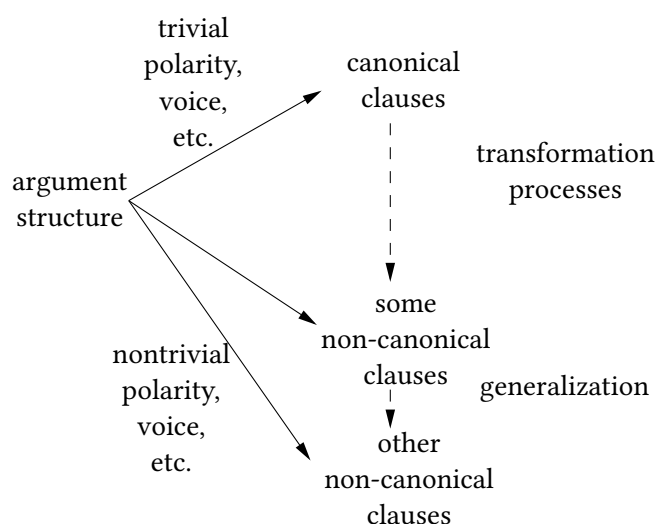 trivial
polarity,
voice,
etc.
canonical
clauses
transformation
processes
argument
structure
some
non-canonical
clauses
nontrivial
polarity,
voice,
etc.
generalization
other
non-canonical
clauses